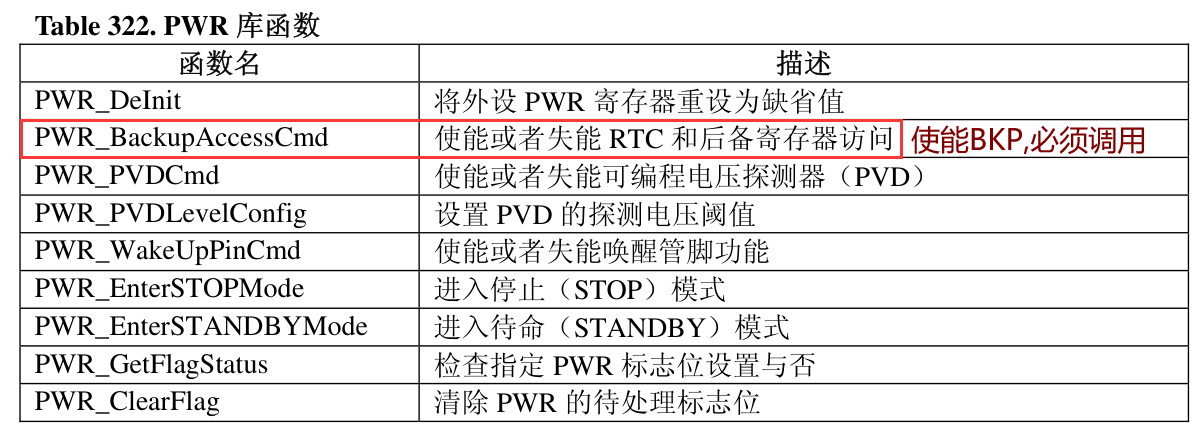 Table 322. PWR 库函数
函数名 描述
PWR_DeInit 将外设 PWR 寄存器重设为缺省值
PWR_BackupAccessCmd 使能或者失能 RTC 和后备寄存器访问 使能BKP,必须调用
PWR_PVDCmd 使能或者失能可编程电压探测器（PVD）
PWR_PVDLevelConfig 设置 PVD 的探测电压阈值
PWR_WakeUpPinCmd 使能或者失能唤醒管脚功能
PWR_EnterSTOPMode 进入停止（STOP）模式
PWR_EnterSTANDBYMode 进入待命（STANDBY）模式
PWR_GetFlagStatus 检查指定 PWR 标志位设置与否
PWR_ClearFlag 清除 PWR 的待处理标志位